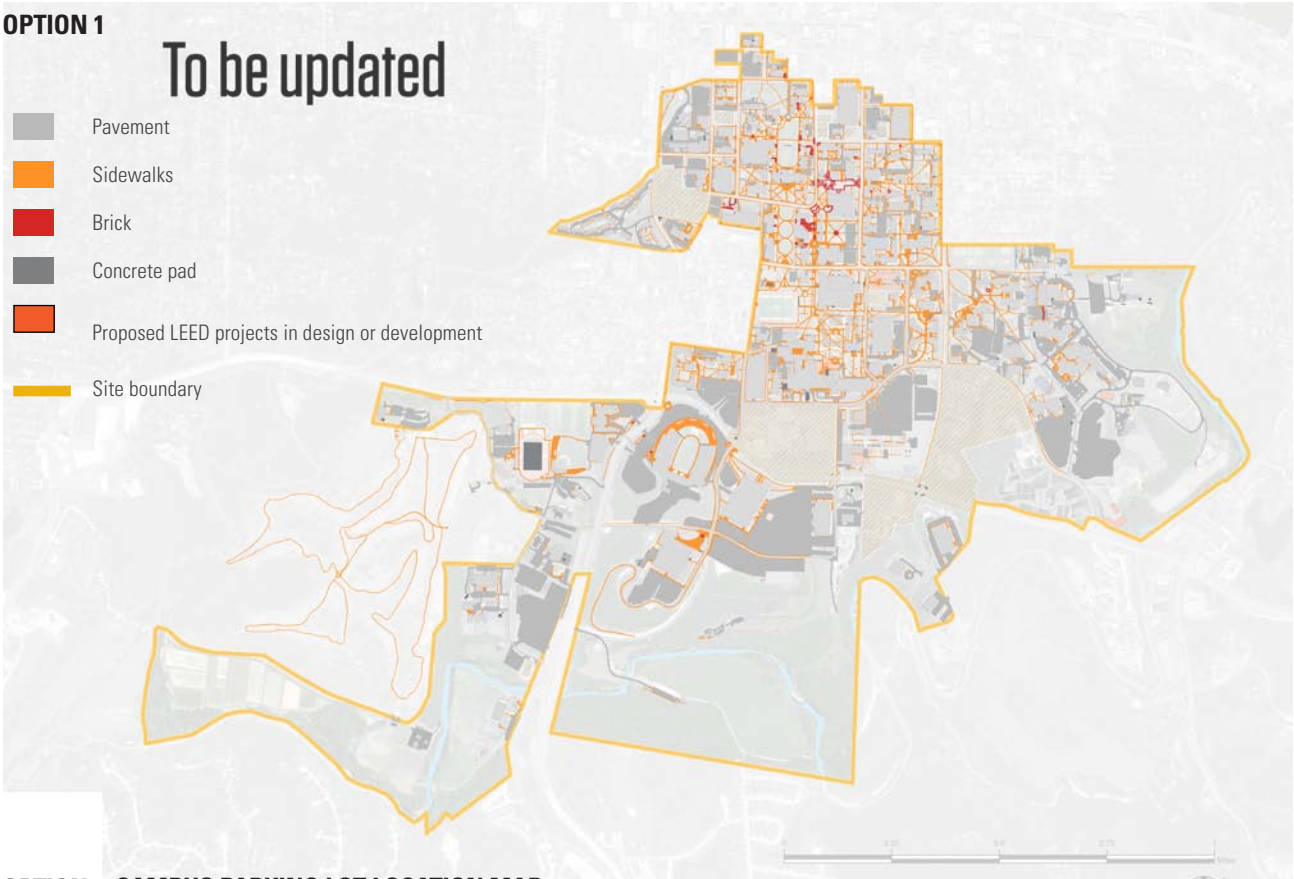 OPTION 1
To be updated
Pavement
Sidewalks
Brick
Concrete pad
Proposed LEED projects in design or development
Site boundary